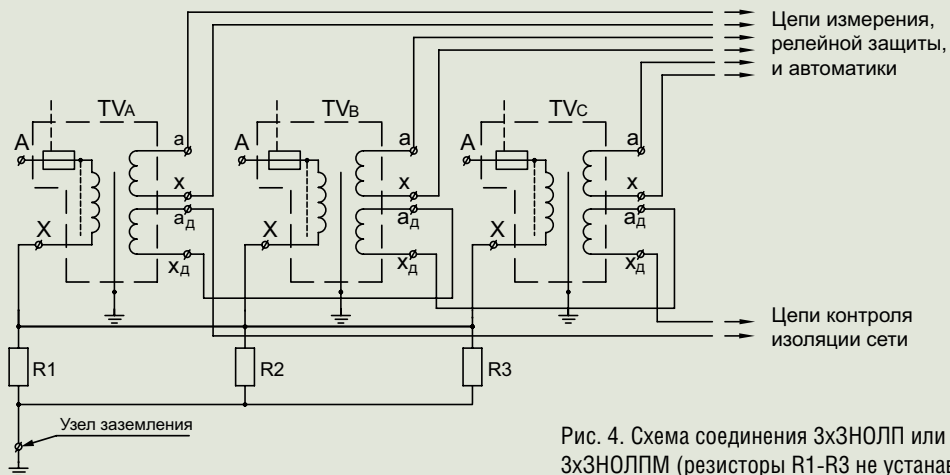 Цепи измерения,
релейной защиты,
и автоматики
TVA
TVB
TVC
A
a
x
aд
xд
X
A
a
x
aд
xд
X
A
a
x
aд
xд
X
Цепи контроля
изоляции сети
R1
R2
R3
Узел заземления
Рис. 4. Схема соединения 3хЗНОЛП или
3хЗНОЛПМ (резисторы R1-R3 не устанав